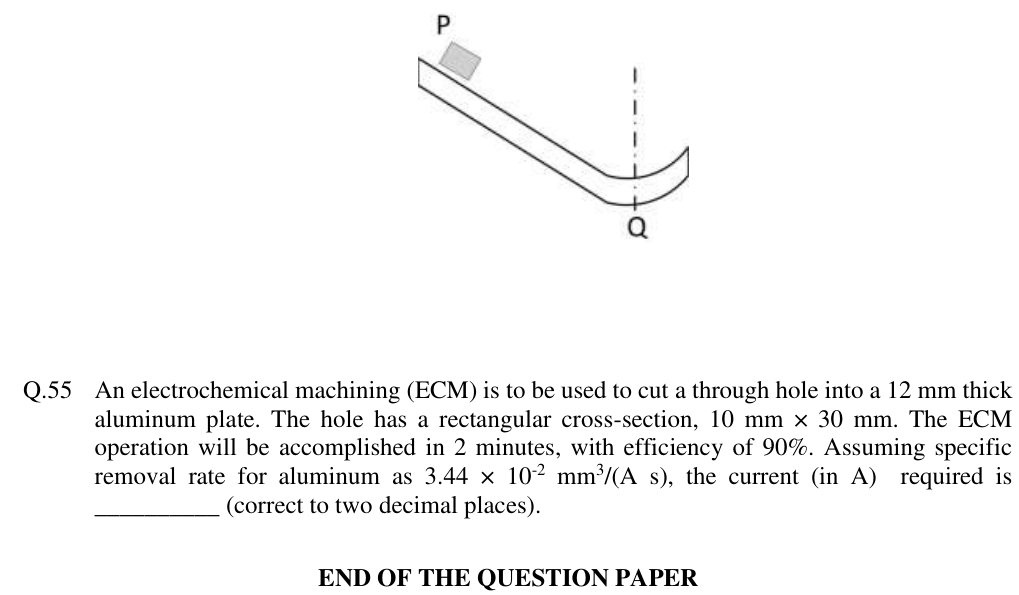 P
Q
Q.55 An electrochemical machining (ECM) is to be used to cut a through hole into a 12 mm thick
aluminum plate. The hole has a rectangular cross-section, 10 mm × 30 mm. The ECM
operation will be accomplished in 2 minutes, with efficiency of 90%. Assuming specific
removal rate for aluminum as 3.44 × 10⁻² mm³/(A s), the current (in A) required is
__________ (correct to two decimal places).
END OF THE QUESTION PAPER